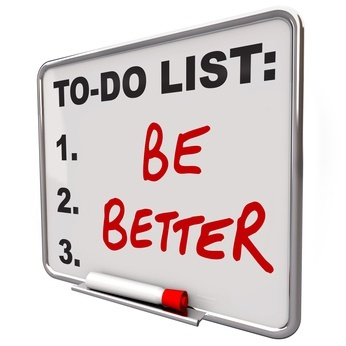 TO-DO LIST:
1. BE
2. BETTER
3.